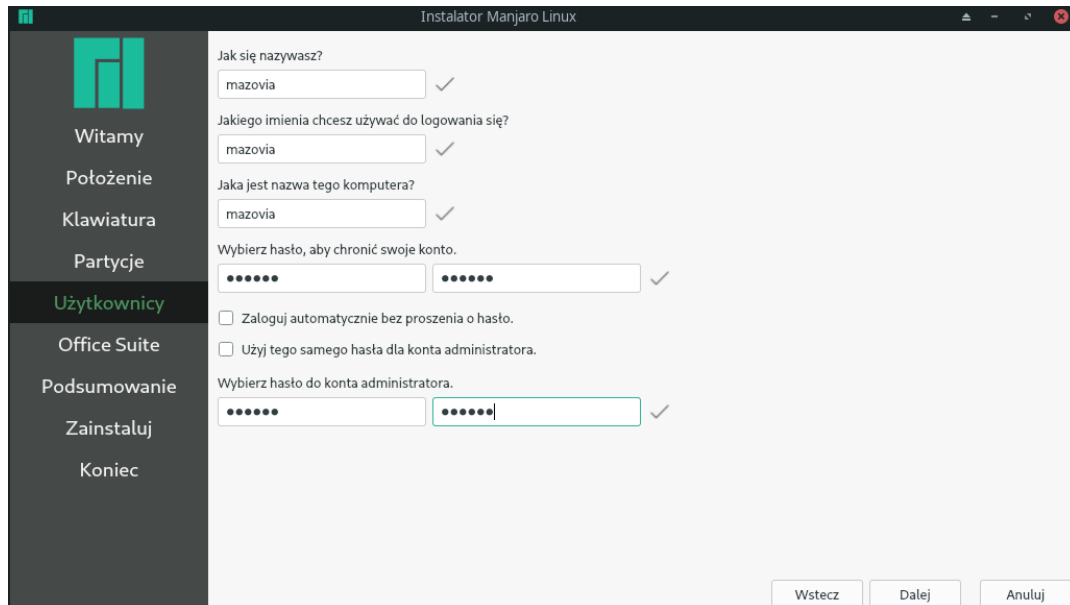 Instalator Manjaro Linux
Witamy
Położenie
Klawiatura
Partycje
Użytkownicy
Office Suite
Podsumowanie
Zainstaluj
Koniec
Jak się nazywasz?
mazovia
Jakiego imienia chcesz używać do logowania się?
mazovia
Jaka jest nazwa tego komputera?
mazovia
Wybierz hasło, aby chronić swoje konto.
●●●●●● ●●●●●●
Zaloguj automatycznie bez proszenia o hasło.
Użyj tego samego hasła dla konta administratora.
Wybierz hasło do konta administratora.
●●●●●● ●●●●●●
Wstecz Dalej Anuluj